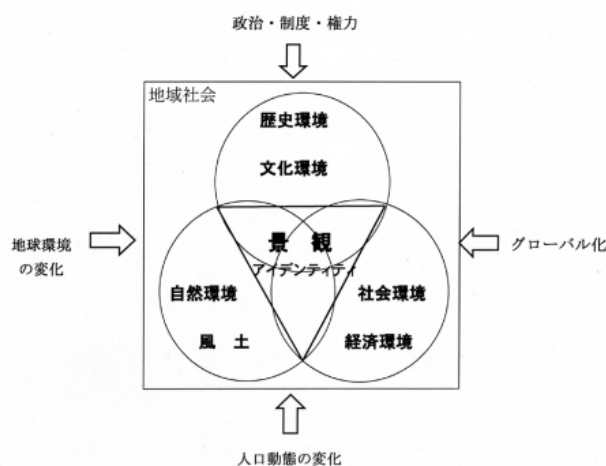 政治・制度・権力
地域社会
歴史環境
文化環境
地球環境
の変化
グローバル化
景 観
アイデンティティ
自然環境
社会環境
風 土
経済環境
人口動態の変化